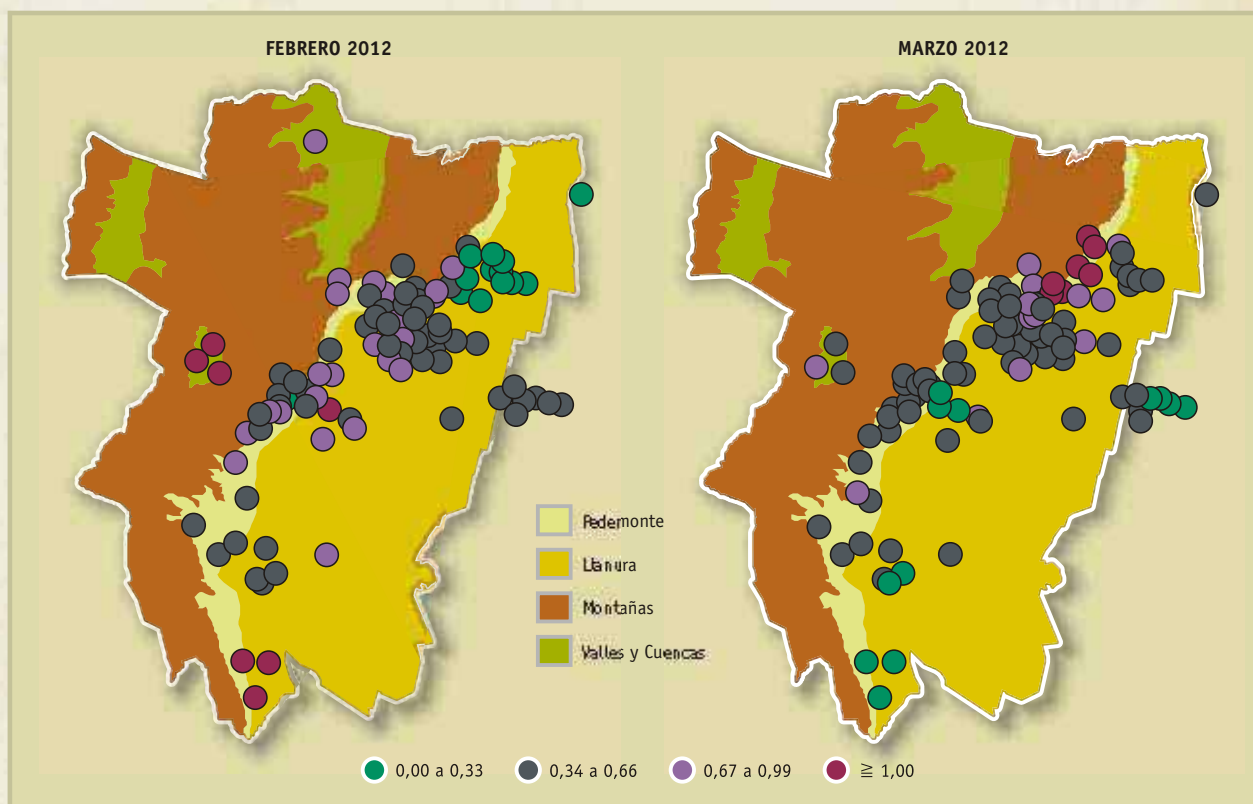 FEBRERO 2012
MARZO 2012
Pedemonte
Llanura
Montañas
Valles y Cuencas
0,00 a 0,33
0,34 a 0,66
0,67 a 0,99
≧ 1,00